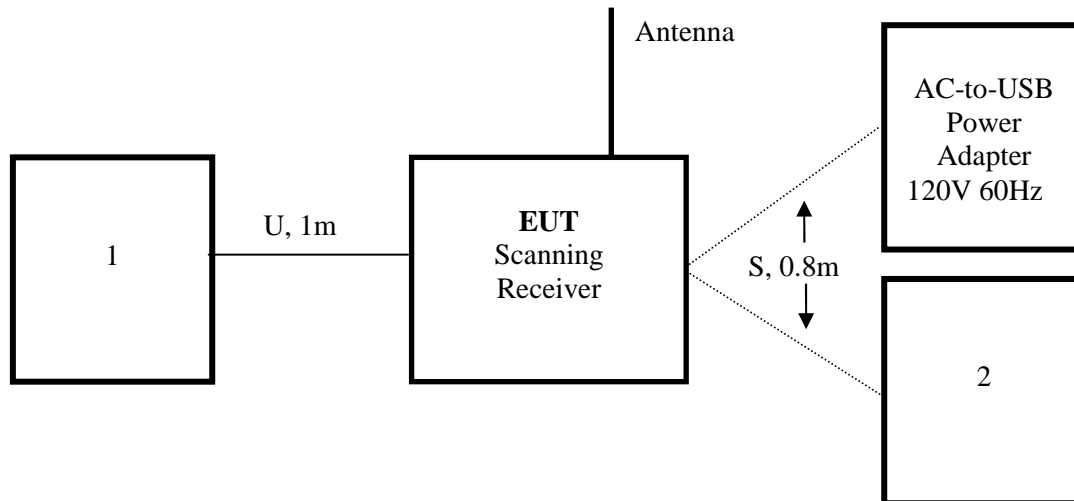 Antenna
AC-to-USB
Power
Adapter
120V 60Hz
1
U, 1m
EUT
Scanning
Receiver
S, 0.8m
2